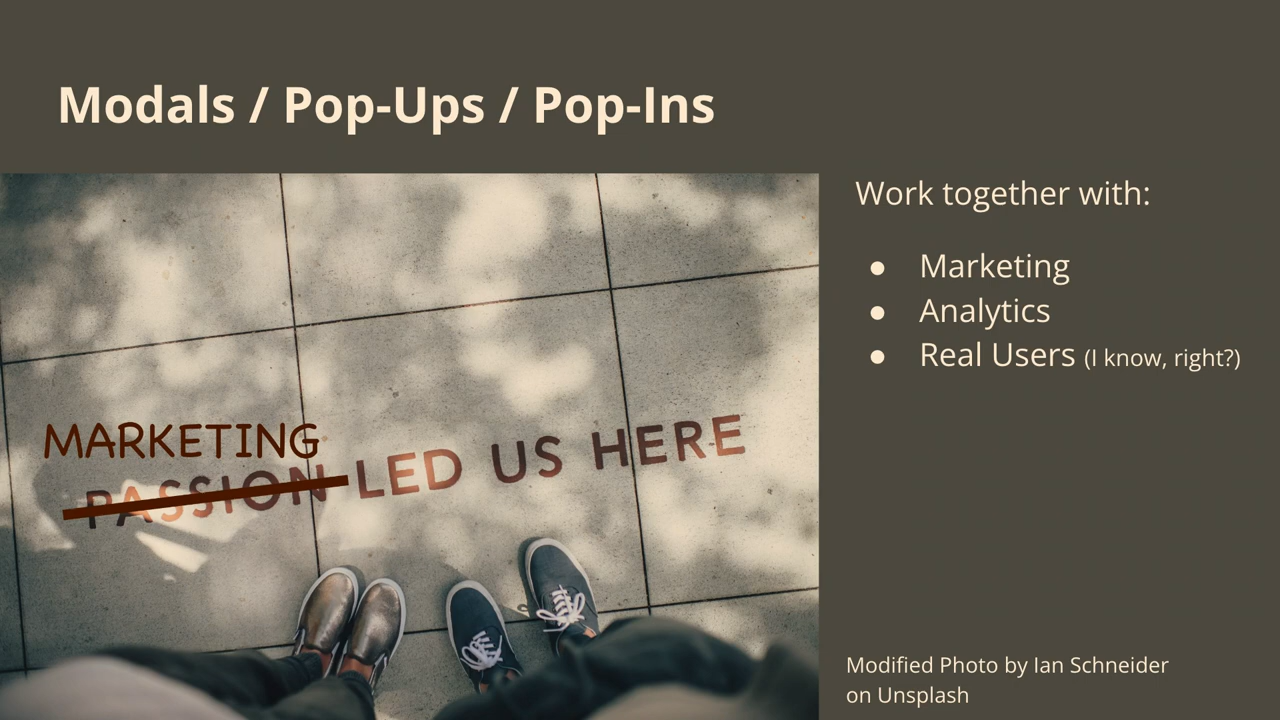 Modals / Pop-Ups / Pop-Ins
MARKETING
PASSION LED US HERE
Work together with:
● Marketing
● Analytics
● Real Users (I know, right?)
Modified Photo by Ian Schneider
on Unsplash